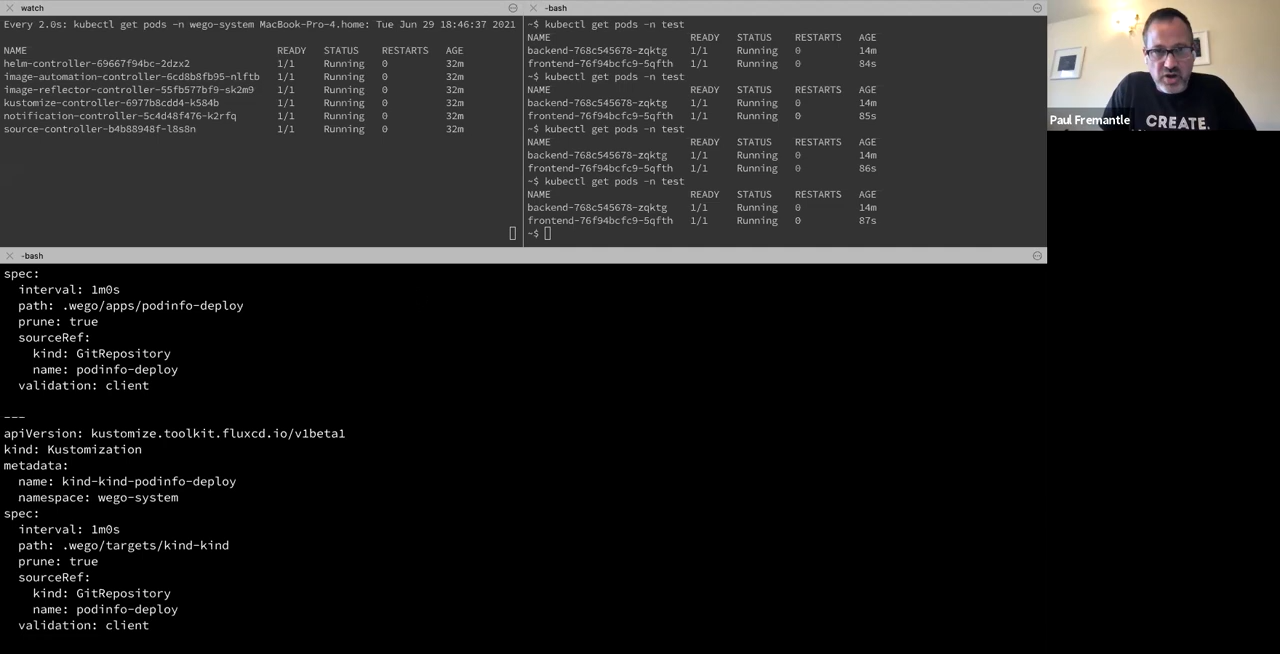 watch
Every 2.0s: kubectl get pods -n wego-system MacBook-Pro-4.home: Tue Jun 29 18:46:37 2021
NAME READY STATUS RESTARTS AGE
helm-controller-69667f94bc-2dzx2 1/1 Running 0 32m
image-automation-controller-6cd8b8fb95-nlftb 1/1 Running 0 32m
image-reflector-controller-55fb577bf9-sk2m9 1/1 Running 0 32m
kustomize-controller-6977b8cdd4-k584b 1/1 Running 0 32m
notification-controller-5c4d48f476-k2rfq 1/1 Running 0 32m
source-controller-b4b88948f-l8s8n 1/1 Running 0 32m
-bash
~$ kubectl get pods -n test
NAME READY STATUS RESTARTS AGE
backend-768c545678-zqktg 1/1 Running 0 14m
frontend-76f94bcfc9-5qfth 1/1 Running 0 84s
~$ kubectl get pods -n test
NAME READY STATUS RESTARTS AGE
backend-768c545678-zqktg 1/1 Running 0 14m
frontend-76f94bcfc9-5qfth 1/1 Running 0 85s
~$ kubectl get pods -n test
NAME READY STATUS RESTARTS AGE
backend-768c545678-zqktg 1/1 Running 0 14m
frontend-76f94bcfc9-5qfth 1/1 Running 0 86s
~$ kubectl get pods -n test
NAME READY STATUS RESTARTS AGE
backend-768c545678-zqktg 1/1 Running 0 14m
frontend-76f94bcfc9-5qfth 1/1 Running 0 87s
~$
Paul Fremantle
CREATE.
-bash
spec:
  interval: 1m0s
  path: .wego/apps/podinfo-deploy
  prune: true
  sourceRef:
    kind: GitRepository
    name: podinfo-deploy
  validation: client
---
apiVersion: kustomize.toolkit.fluxcd.io/v1beta1
kind: Kustomization
metadata:
  name: kind-kind-podinfo-deploy
  namespace: wego-system
spec:
  interval: 1m0s
  path: .wego/targets/kind-kind
  prune: true
  sourceRef:
    kind: GitRepository
    name: podinfo-deploy
  validation: client